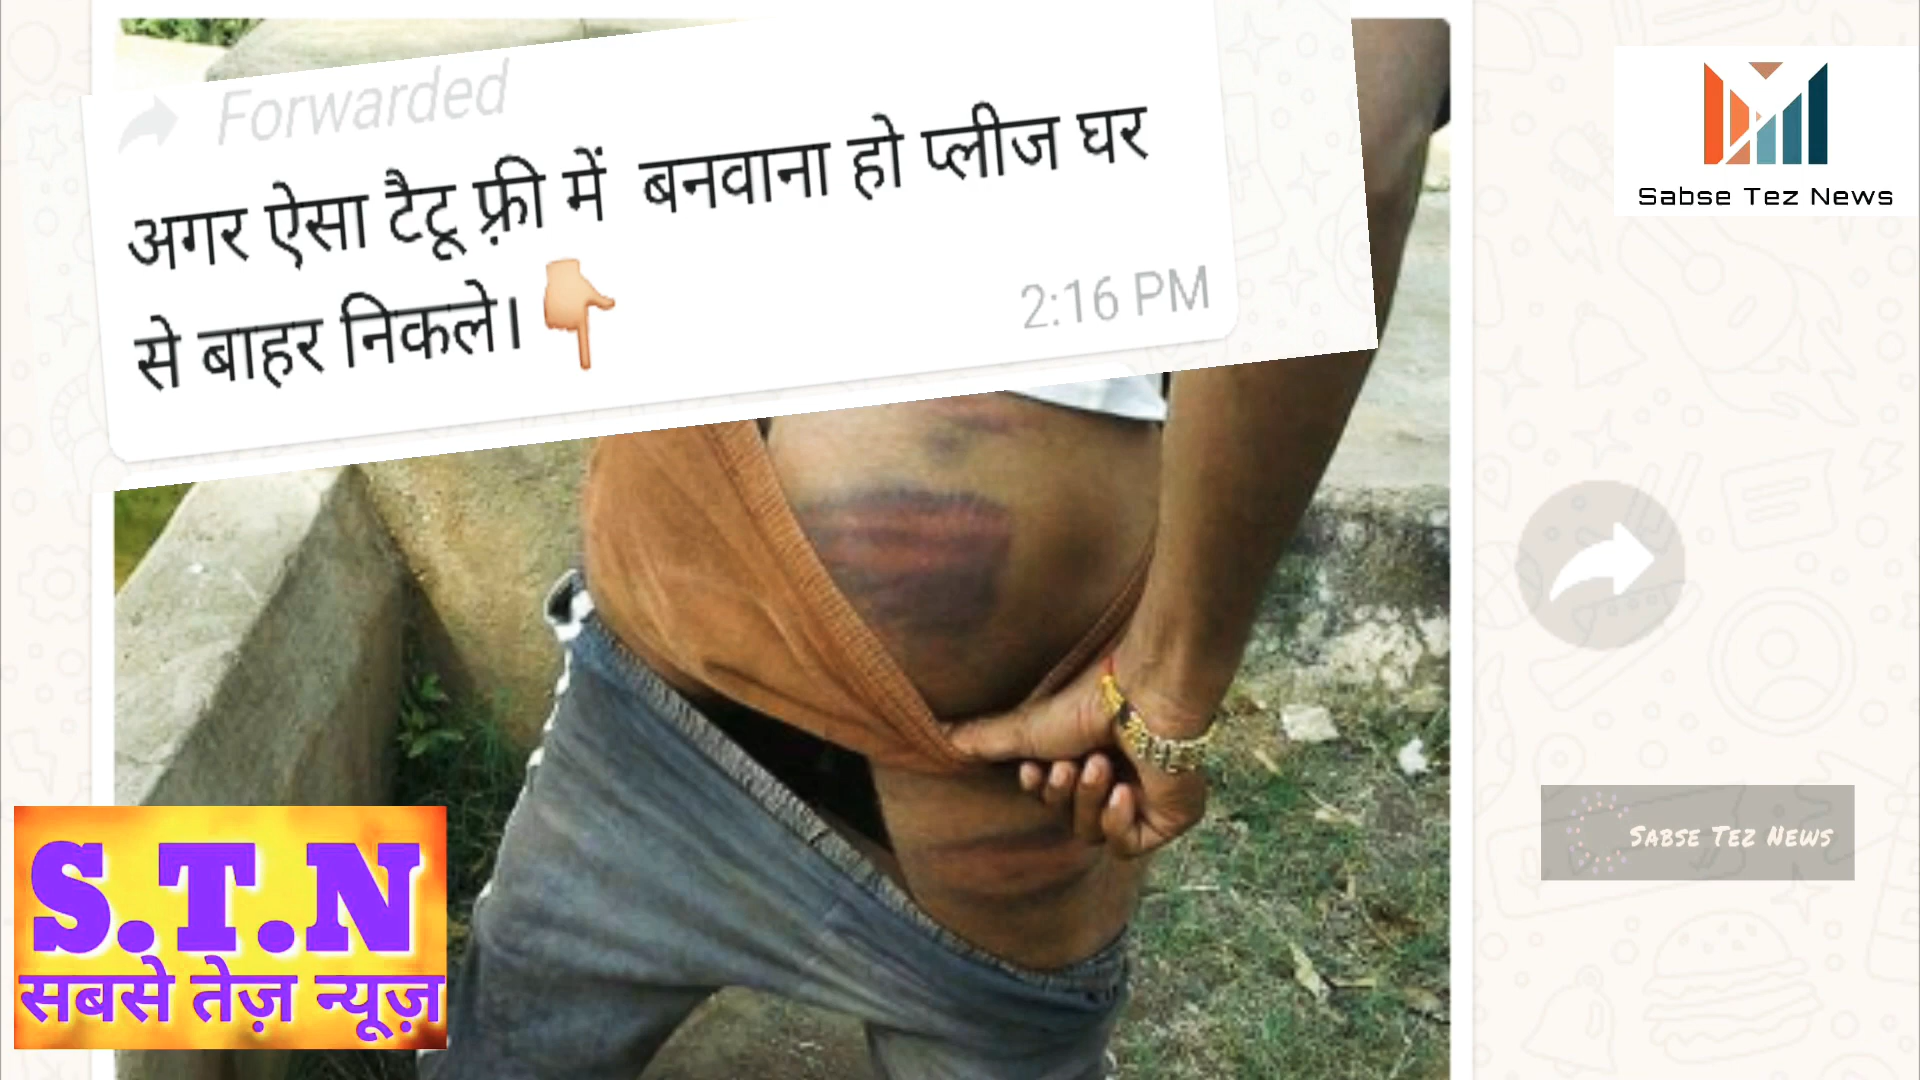 Forwarded
अगर ऐसा टैटू फ़्री में बनवाना हो प्लीज घर
से बाहर निकले।👇
2:16 PM
Sabse Tez News
Sabse Tez News
S.T.N
सबसे तेज़ न्यूज़